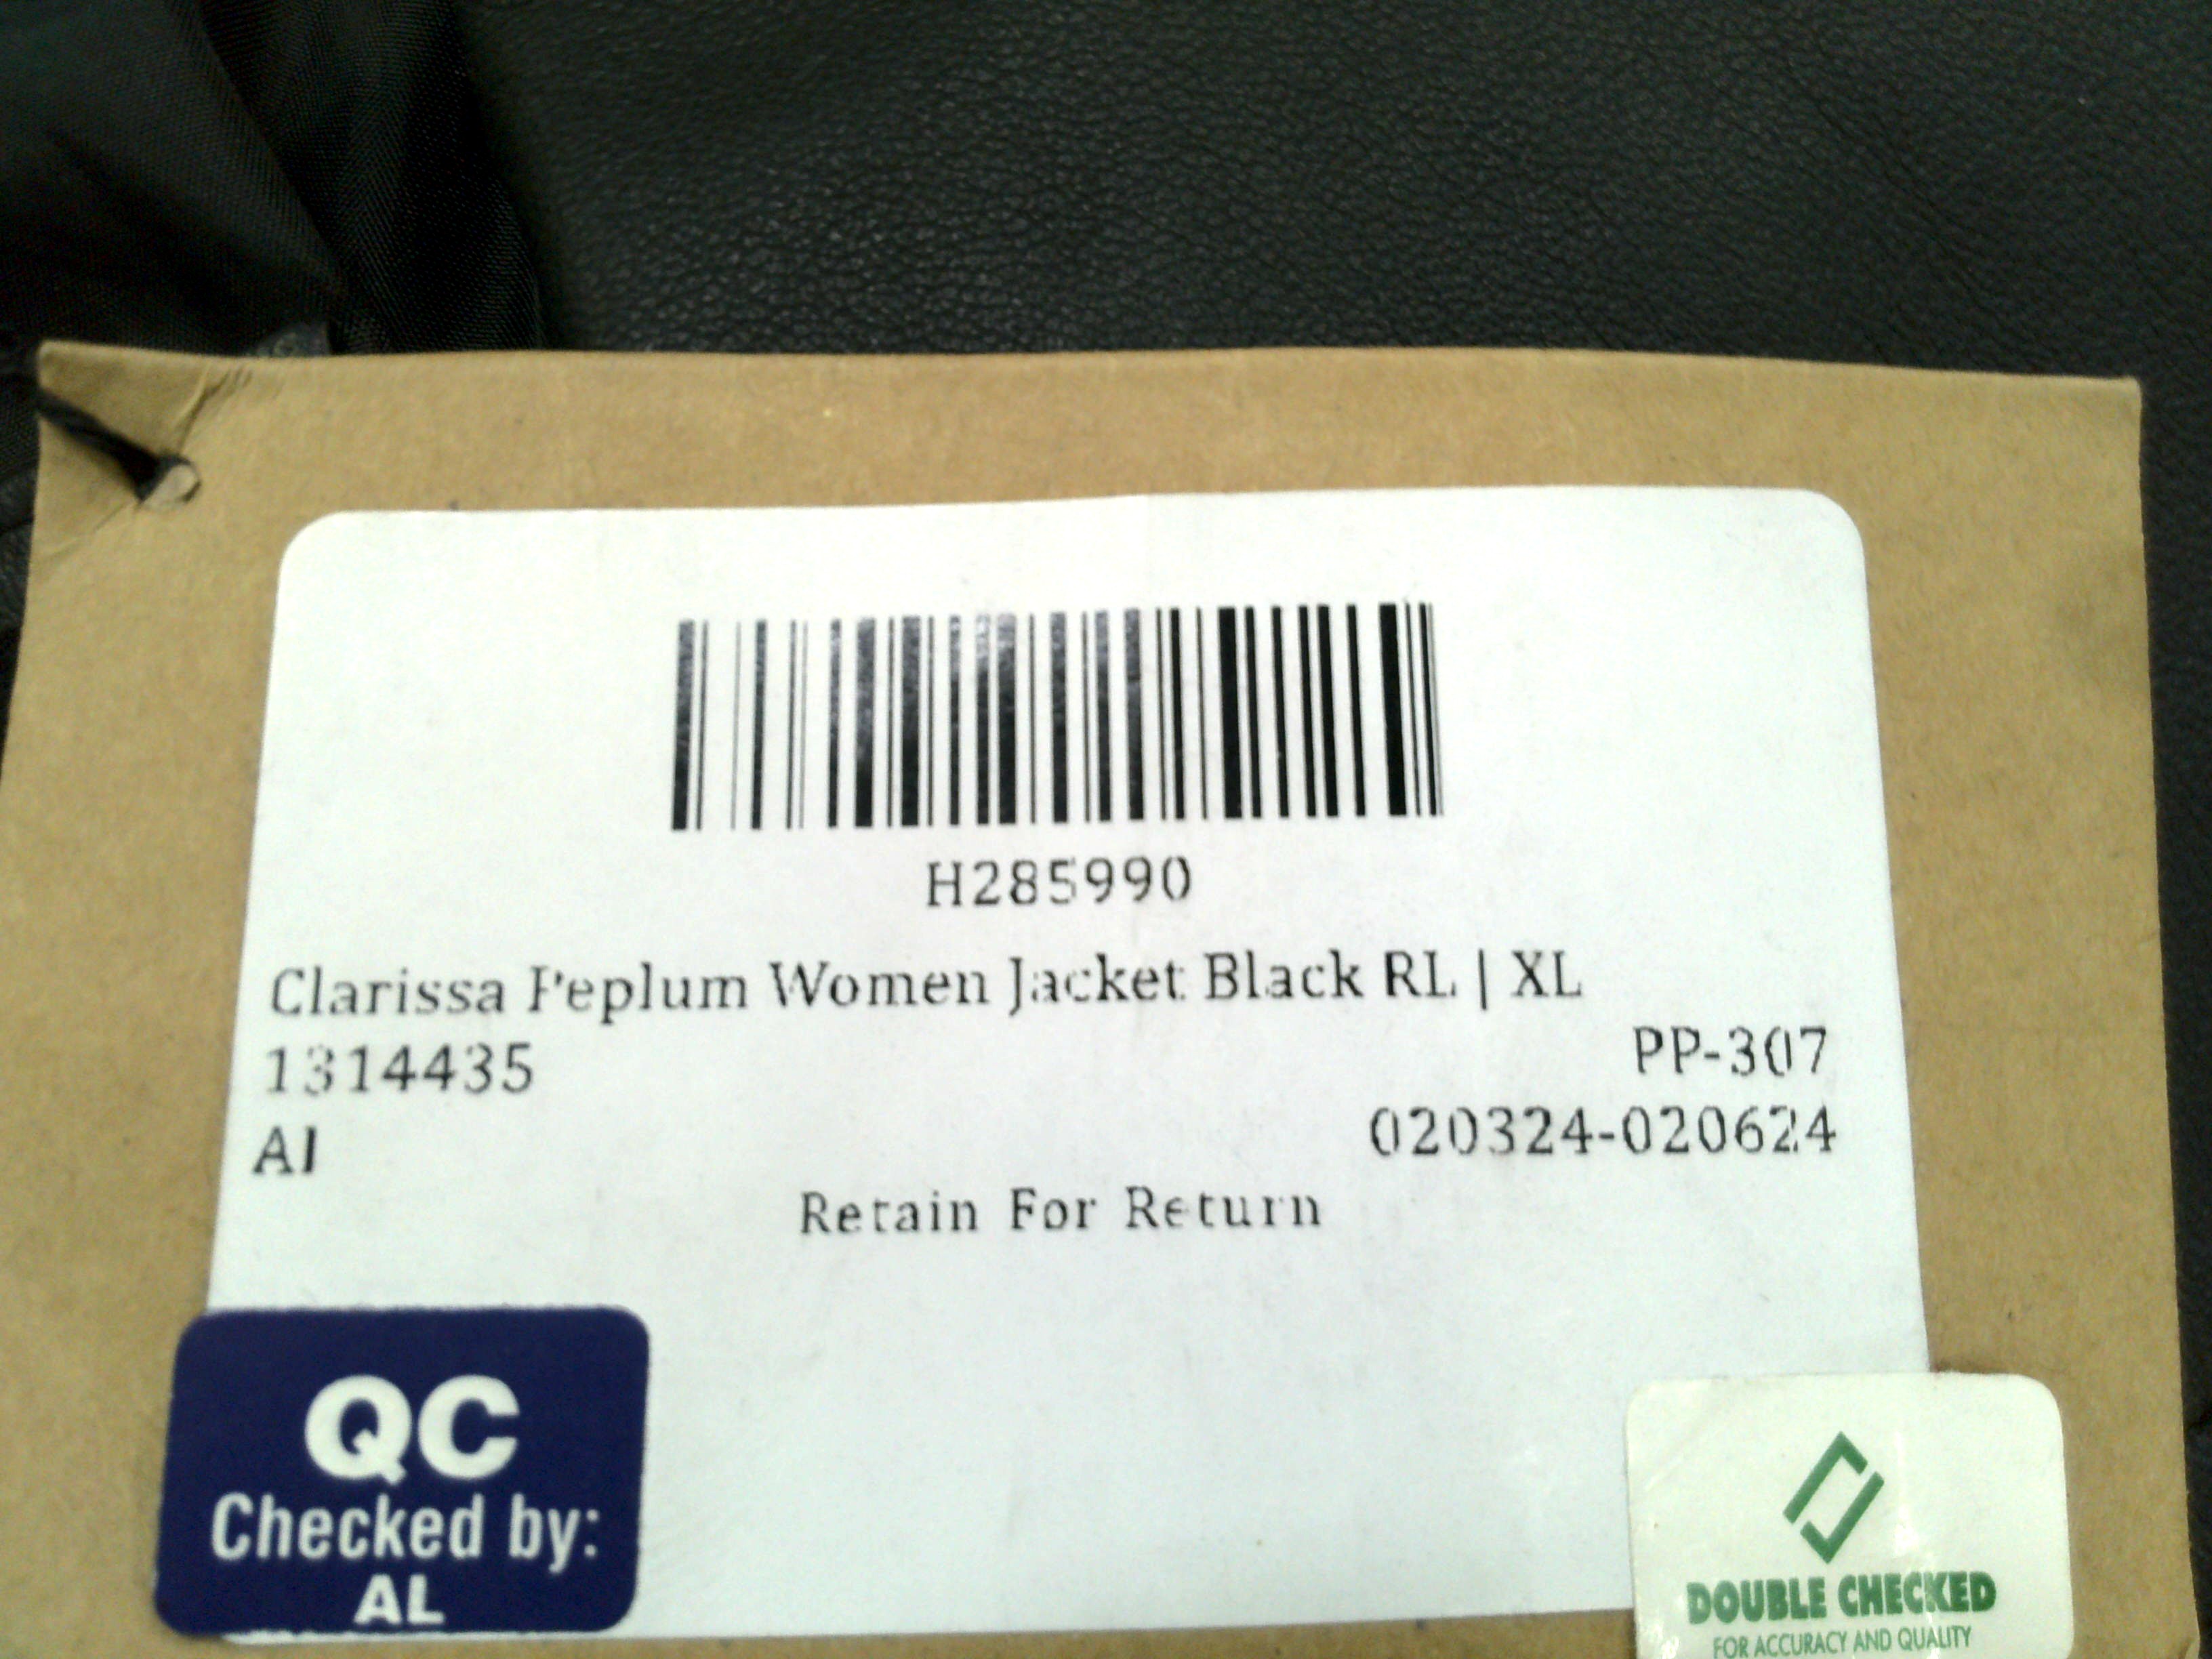 H285990
Clarissa Peplum Women Jacket Black RL | XL
1314435
PP-307
AI
020324-020624
Retain For Return
QC
Checked by:
AL
DOUBLE CHECKED
FOR ACCURACY AND QUALITY